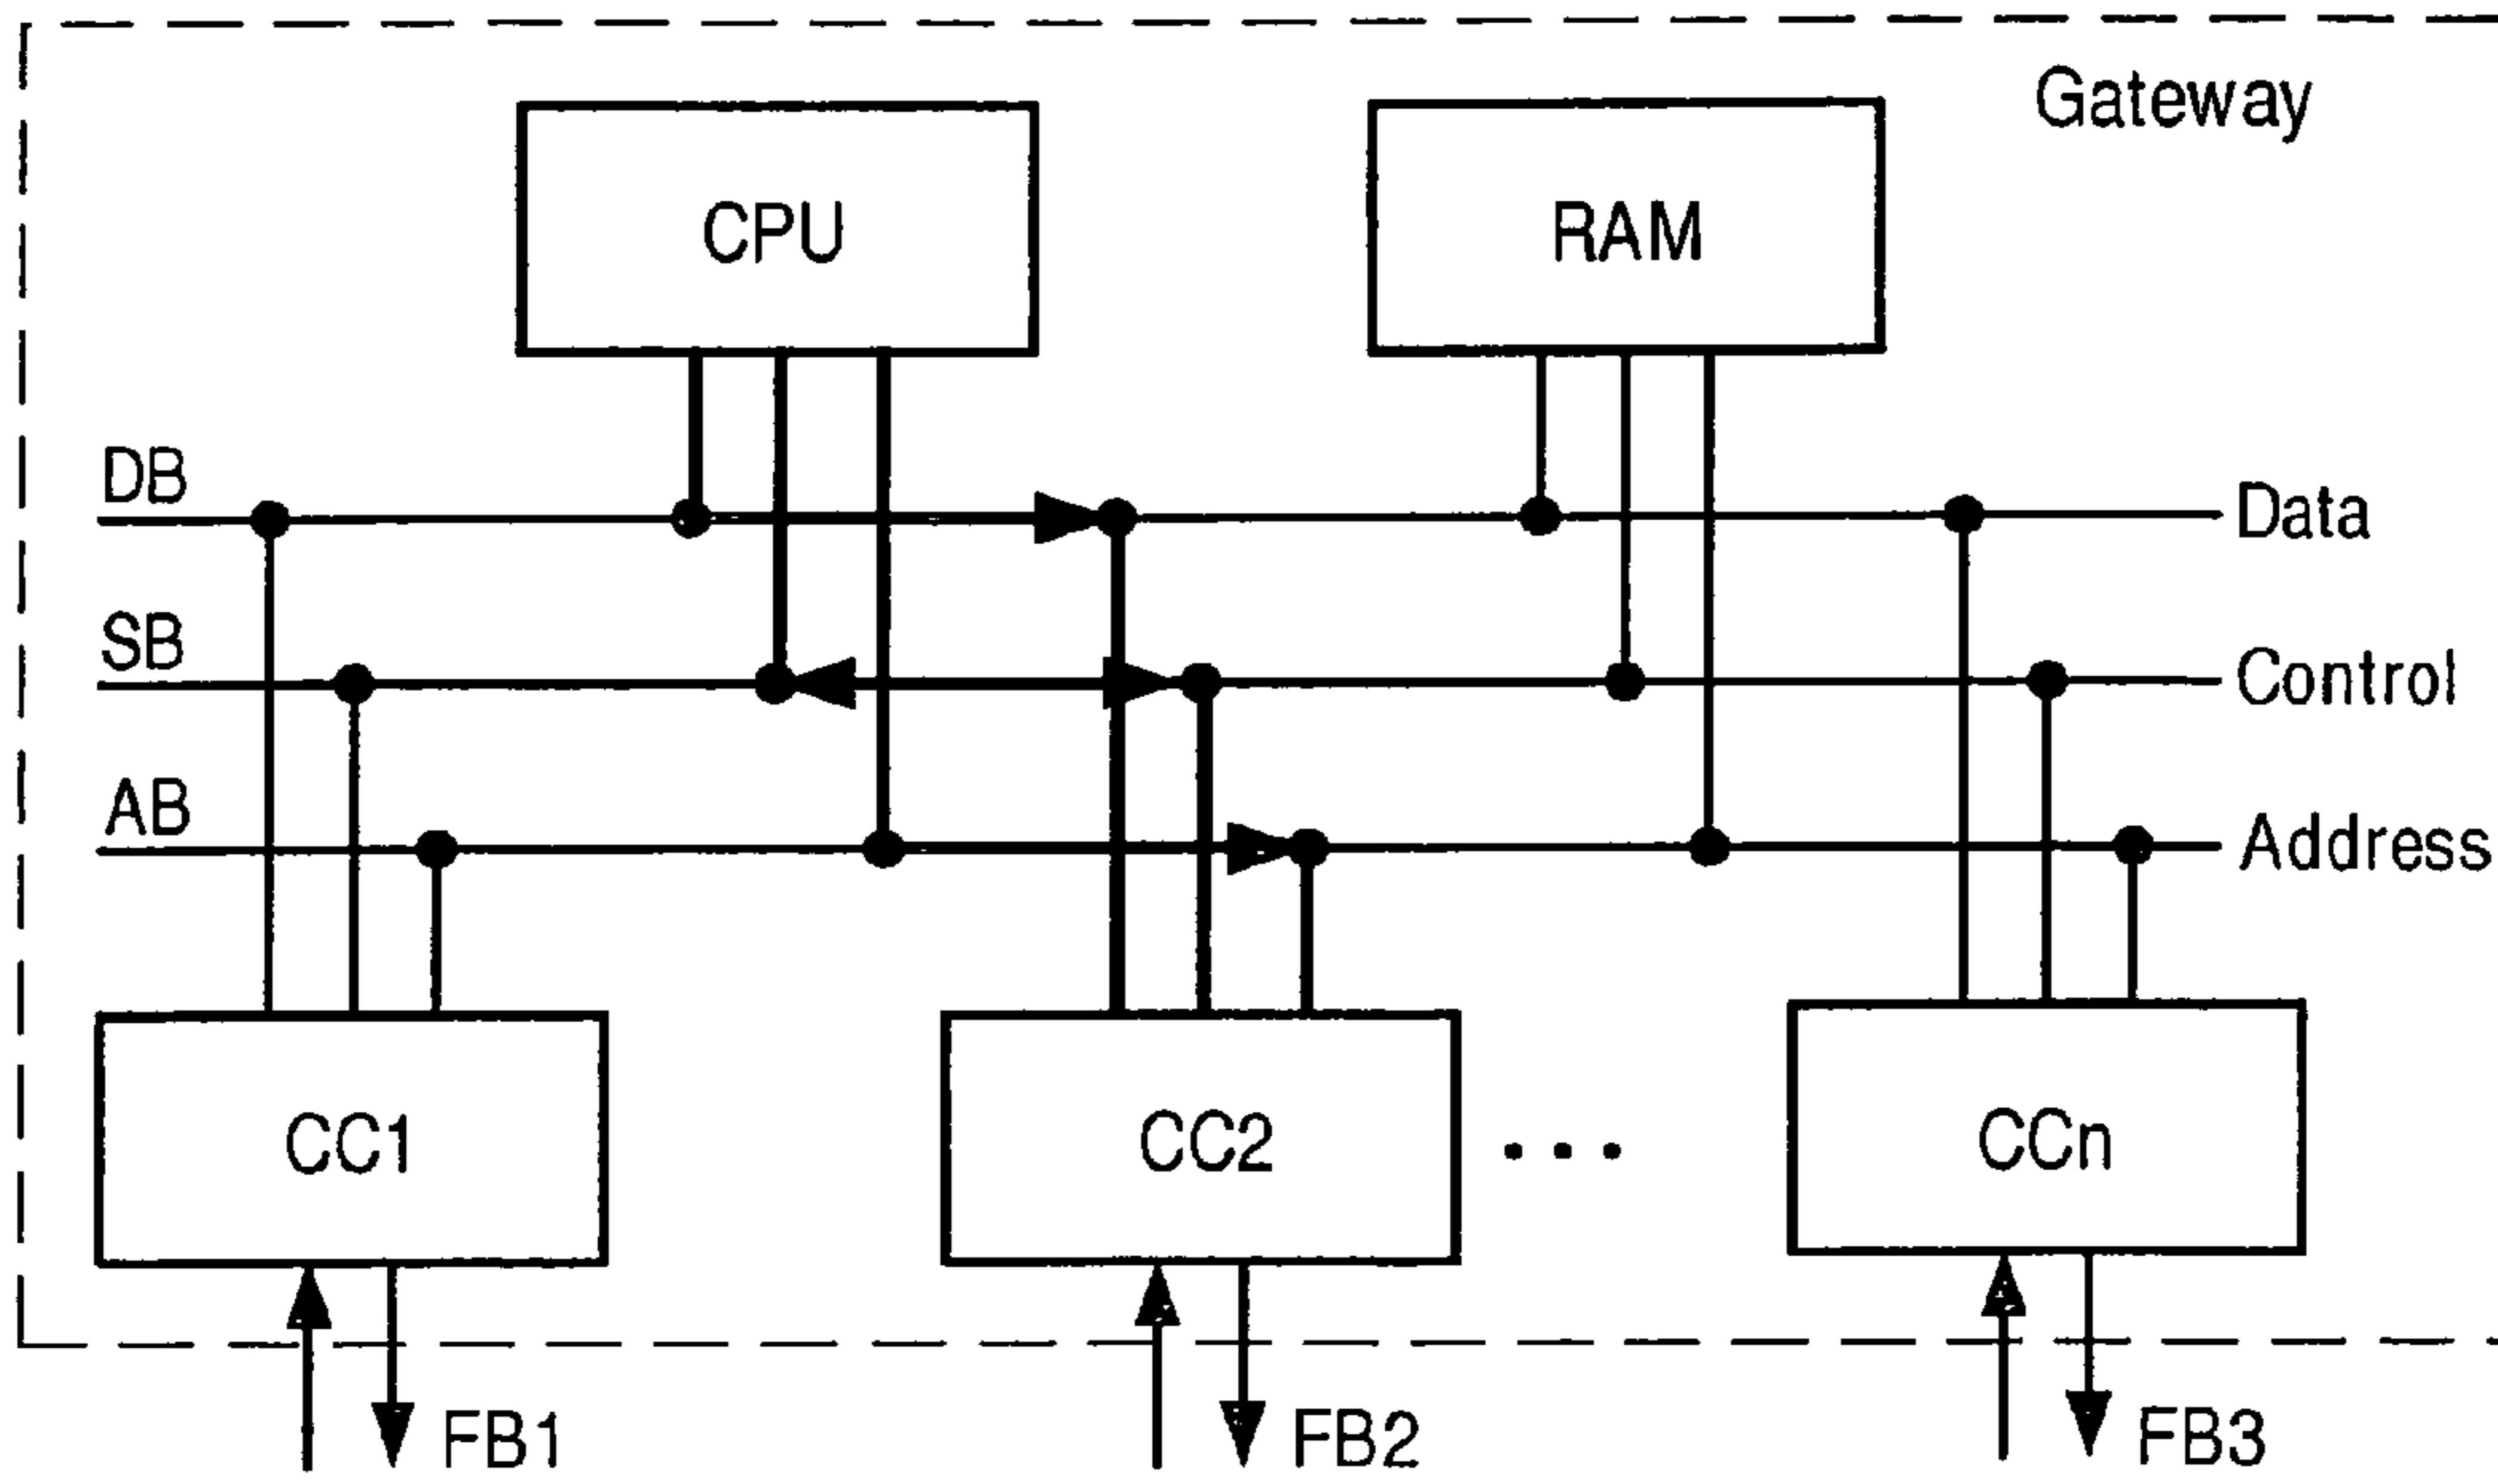 Gateway
CPU
RAM
DB
Data
SB
Control
AB
Address
CC1
CC2
...
CCn
FB1
FB2
FB3